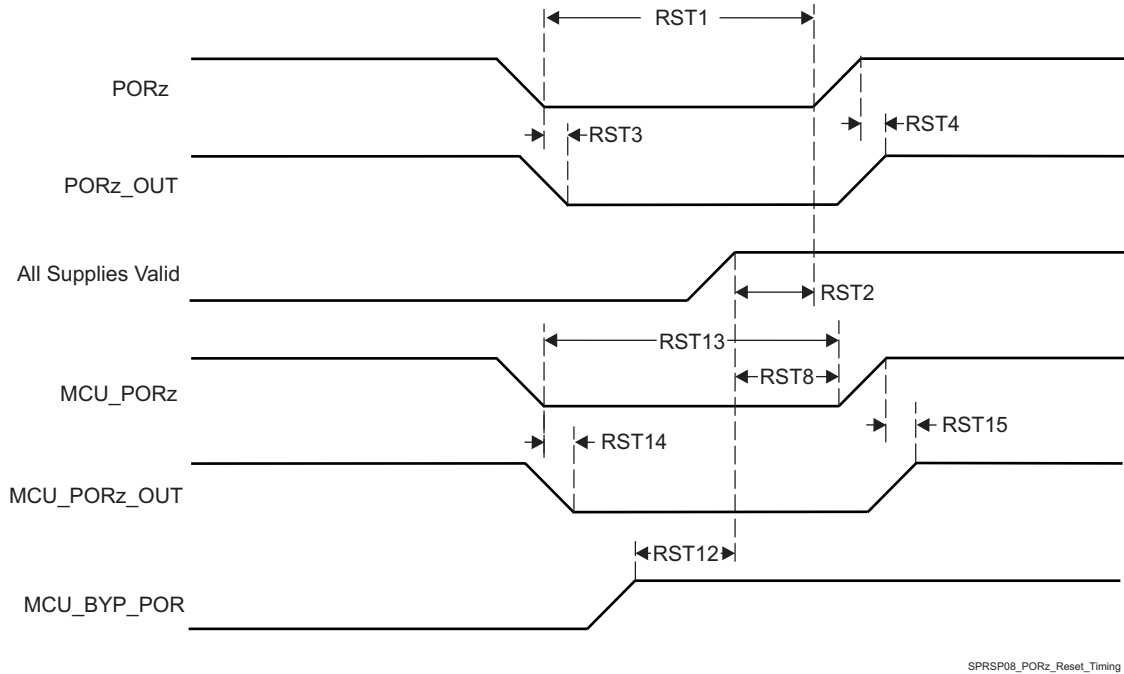 RST1
PORz
RST3
RST4
PORz_OUT
All Supplies Valid
RST2
RST13
MCU_PORz
RST8
RST14
RST15
MCU_PORz_OUT
RST12
MCU_BYP_POR
SPRSP08_PORz_Reset_Timing